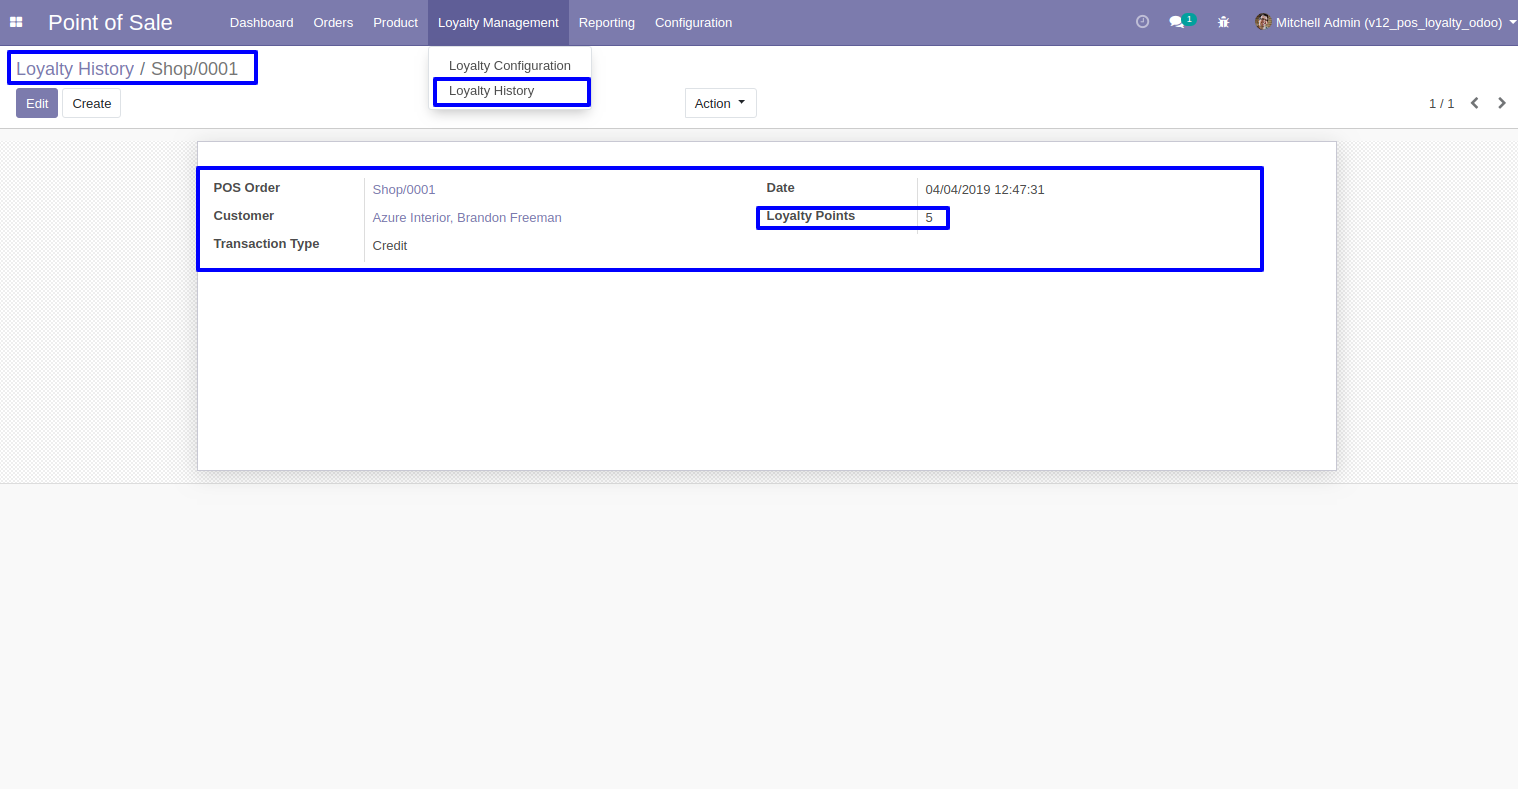 Point of Sale Dashboard Orders Product Loyalty Management Reporting Configuration 1 Mitchell Admin (v12_pos_loyalty_odoo)
Loyalty History / Shop/0001
Loyalty Configuration
Loyalty History
Edit Create Action 1 / 1
POS Order Shop/0001 Date 04/04/2019 12:47:31
Customer Azure Interior, Brandon Freeman Loyalty Points 5
Transaction Type Credit